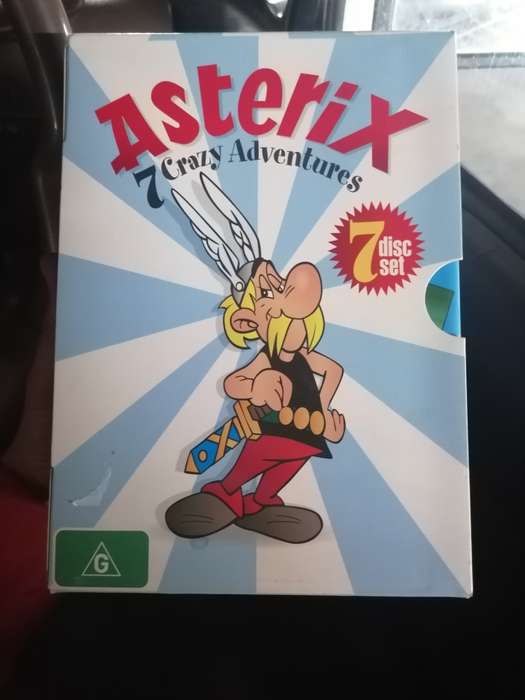 Asterix
7 Crazy Adventures
7 disc
set
G